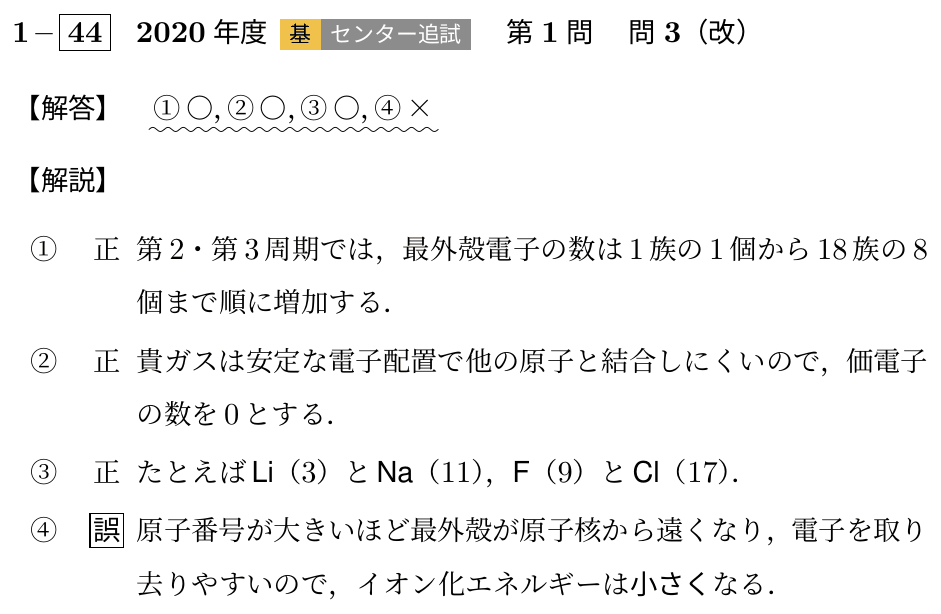 1−44 2020 年度 基 センター追試 第 1 問 問 3（改）
【解答】 ①○，②○，③○，④×
【解説】
① 正 第2・第3周期では，最外殻電子の数は1族の1個から18族の8
個まで順に増加する．
② 正 貴ガスは安定な電子配置で他の原子と結合しにくいので，価電子
の数を0とする．
③ 正 たとえばLi（3）とNa（11），F（9）とCl（17）．
④ 誤 原子番号が大きいほど最外殻が原子核から遠くなり，電子を取り
去りやすいので，イオン化エネルギーは小さくなる．